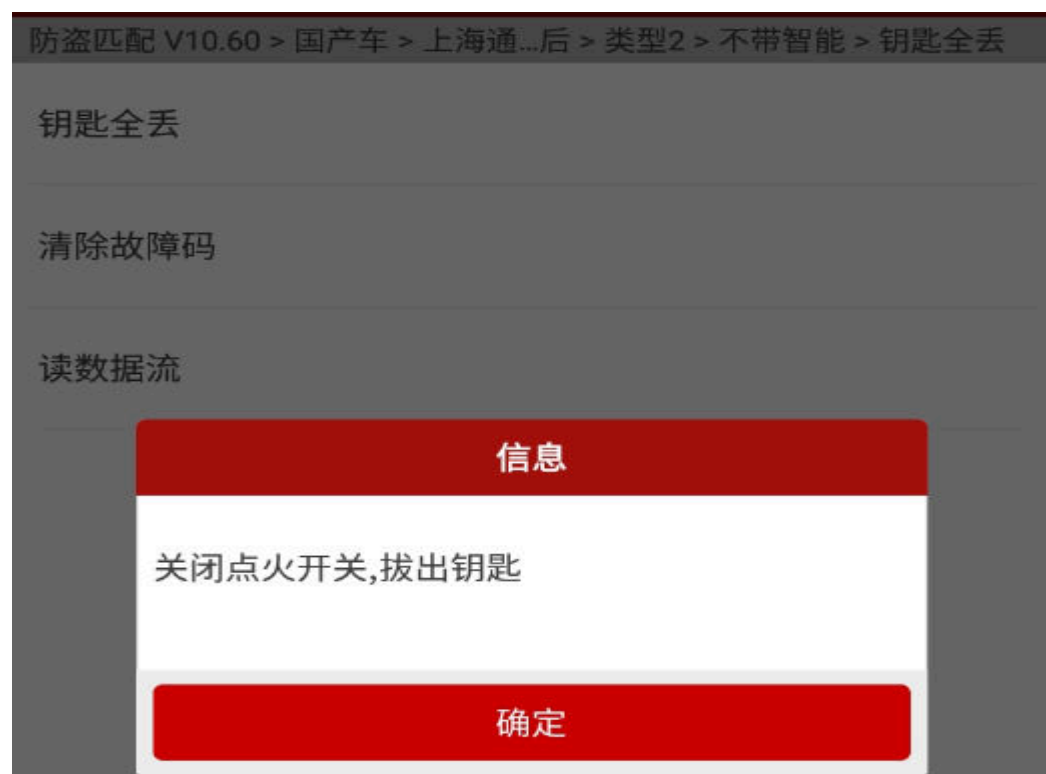 防盗匹配 V10.60 > 国产车 > 上海通...后 > 类型2 > 不带智能 > 钥匙全丢
钥匙全丢
清除故障码
读数据流
信息
关闭点火开关,拔出钥匙
确定